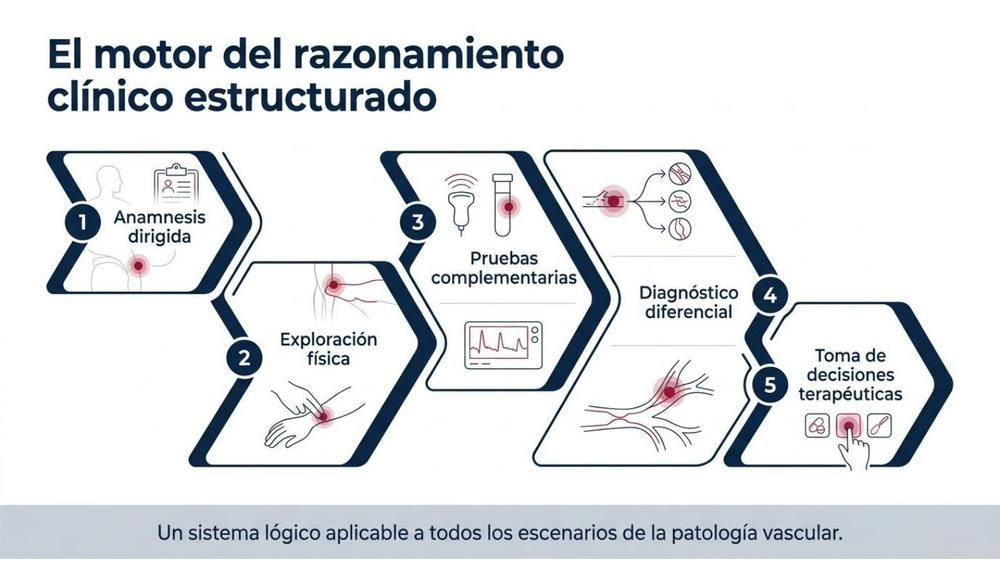 El motor del razonamiento
clínico estructurado
1
Anamnesis
dirigida
2
Exploración
física
3
Pruebas
complementarias
4
Diagnóstico
diferencial
5
Toma de
decisiones
terapéuticas
Un sistema lógico aplicable a todos los escenarios de la patología vascular.